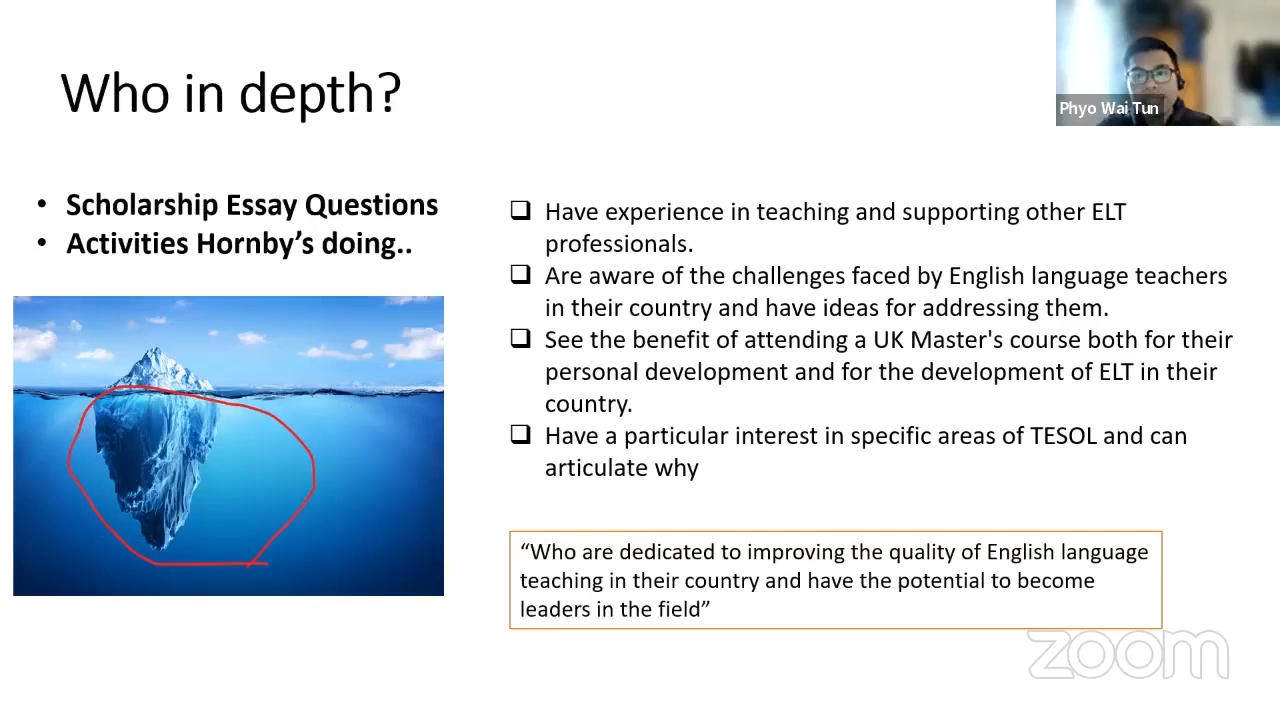 Who in depth?
Phyo Wai Tun
• Scholarship Essay Questions
• Activities Hornby’s doing..
❑ Have experience in teaching and supporting other ELT
professionals.
❑ Are aware of the challenges faced by English language teachers
in their country and have ideas for addressing them.
❑ See the benefit of attending a UK Master's course both for their
personal development and for the development of ELT in their
country.
❑ Have a particular interest in specific areas of TESOL and can
articulate why
“Who are dedicated to improving the quality of English language
teaching in their country and have the potential to become
leaders in the field”
zoom